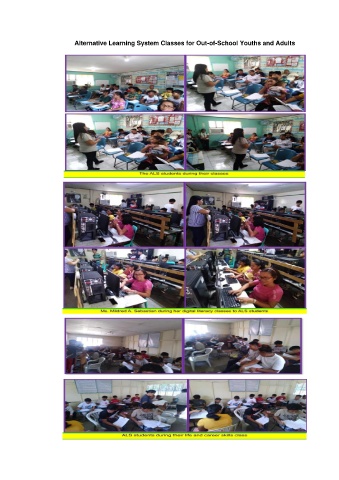 Alternative Learning System Classes for Out-of-School Youths and Adults
The ALS students during their classes
Ms. Mildred A. Sebastian during her digital literacy classes to ALS students
ALS students during their life and career skills class